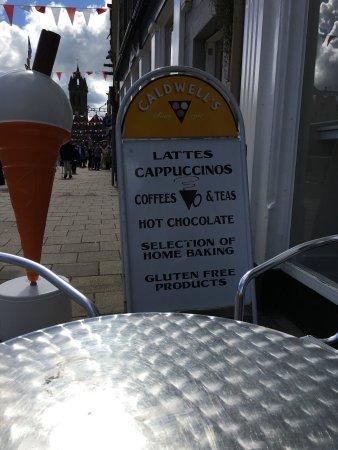 CALDWELL'S
LATTES
CAPPUCCINOS
COFFEES & TEAS
HOT CHOCOLATE
SELECTION OF
HOME BAKING
GLUTEN FREE
PRODUCTS